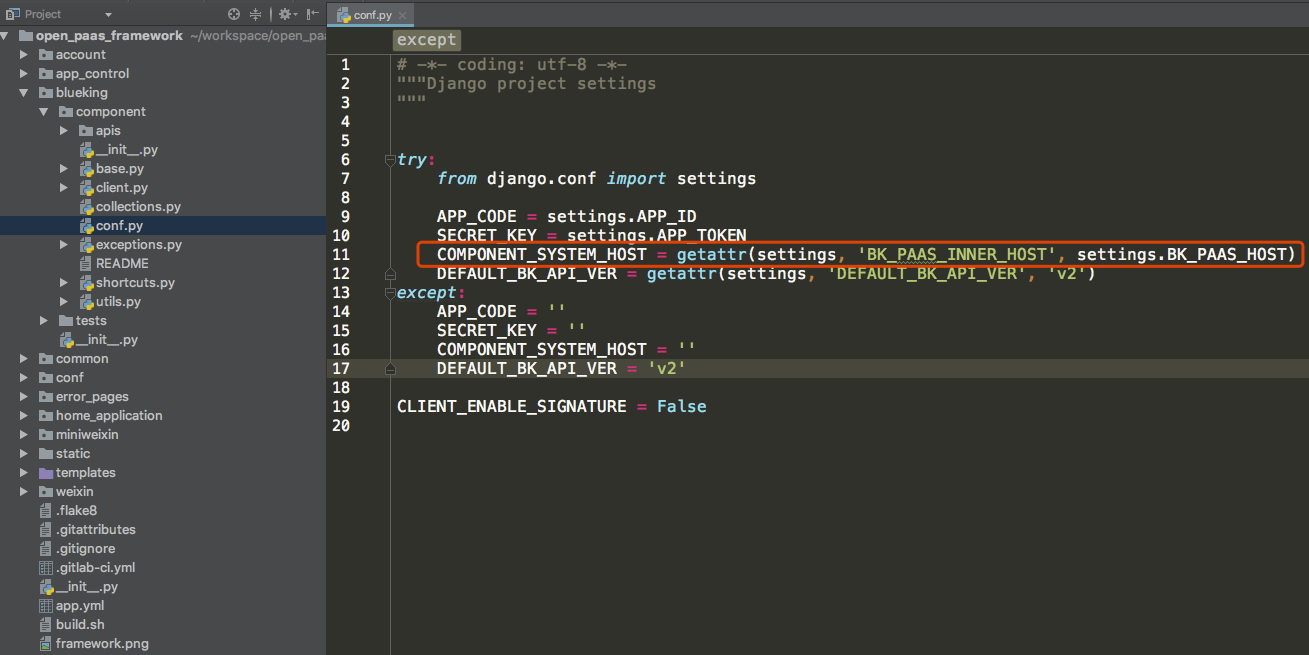 Project
open_paas_framework ~/workspace/open_paa
account
app_control
blueking
component
apis
__init__.py
base.py
client.py
collections.py
conf.py
exceptions.py
README
shortcuts.py
utils.py
tests
__init__.py
common
conf
error_pages
home_application
miniweixin
static
templates
weixin
.flake8
.gitattributes
.gitignore
.gitlab-ci.yml
__init__.py
app.yml
build.sh
framework.png
conf.py
except
1 # -*- coding: utf-8 -*-
2 """Django project settings
3 """
4
5
6 try:
7     from django.conf import settings
8
9     APP_CODE = settings.APP_ID
10     SECRET_KEY = settings.APP_TOKEN
11     COMPONENT_SYSTEM_HOST = getattr(settings, 'BK_PAAS_INNER_HOST', settings.BK_PAAS_HOST)
12     DEFAULT_BK_API_VER = getattr(settings, 'DEFAULT_BK_API_VER', 'v2')
13 except:
14     APP_CODE = ''
15     SECRET_KEY = ''
16     COMPONENT_SYSTEM_HOST = ''
17     DEFAULT_BK_API_VER = 'v2'
18
19 CLIENT_ENABLE_SIGNATURE = False
20